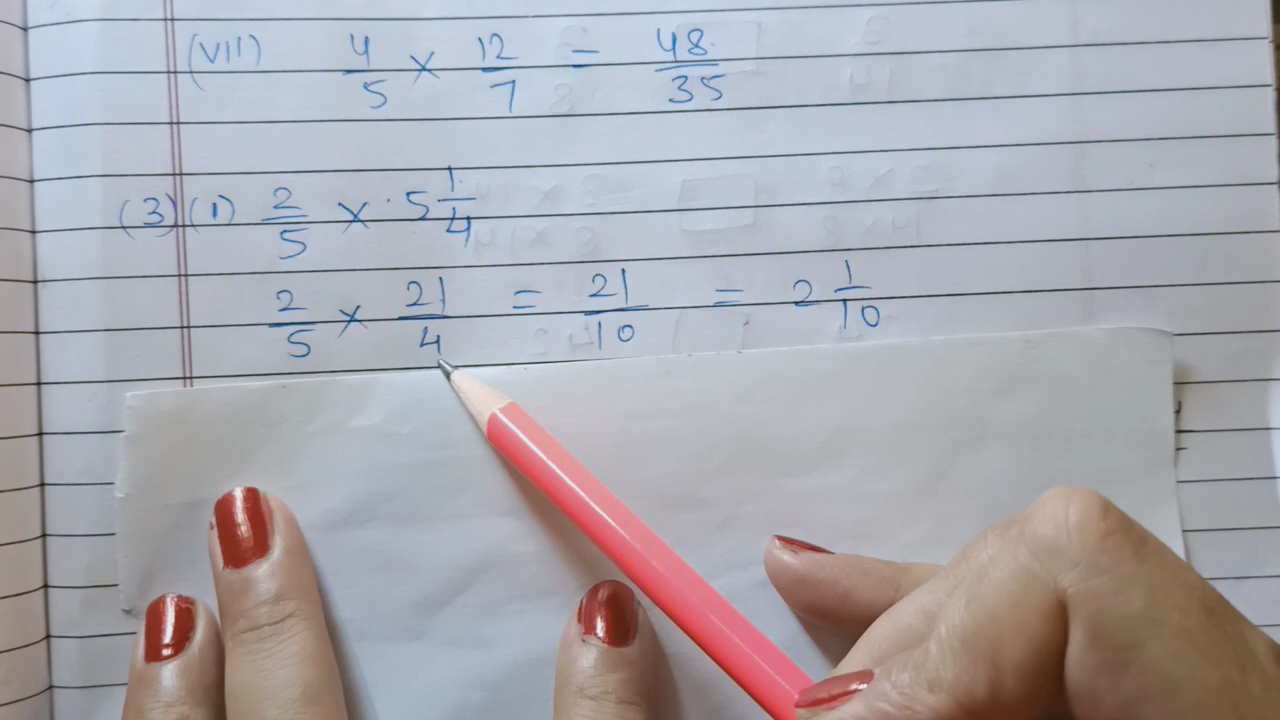 (VII) 4/5 × 12/7 = 48/35
(3) (1) 2/5 × 5 1/4
2/5 × 21/4 = 21/10 = 2 1/10